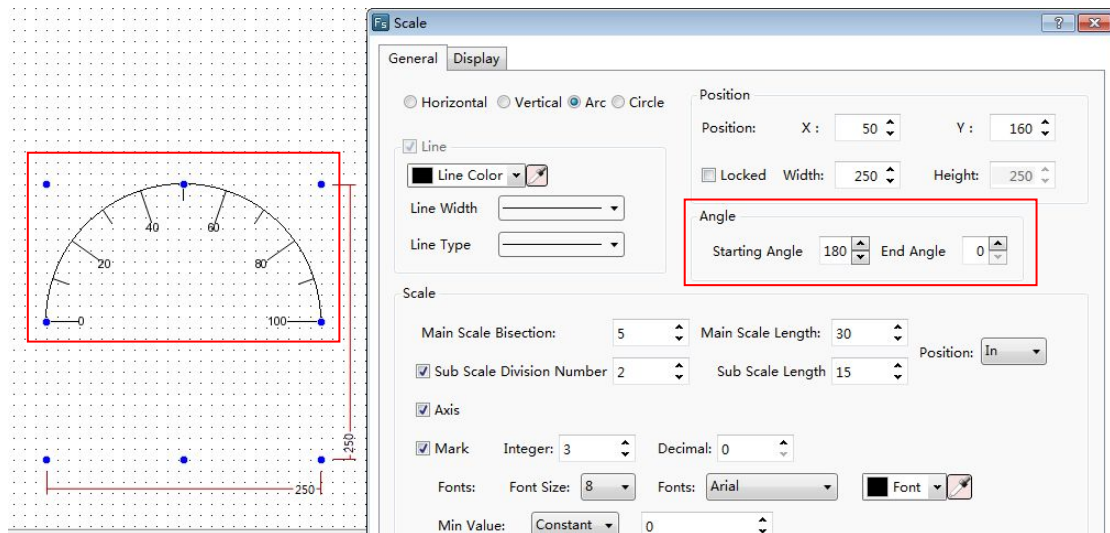 Fs Scale
General Display
Horizontal Vertical Arc Circle
Position
Position: X : 50 Y : 160
Line
Line Color
Locked Width: 250 Height: 250
Line Width
Angle
Line Type
Starting Angle 180 End Angle 0
Scale
Main Scale Bisection: 5 Main Scale Length: 30
Position: In
Sub Scale Division Number 2 Sub Scale Length 15
Axis
Mark Integer: 3 Decimal: 0
Fonts: Font Size: 8 Fonts: Arial Font
Min Value: Constant 0
40 60
20 80
0 100
250
250